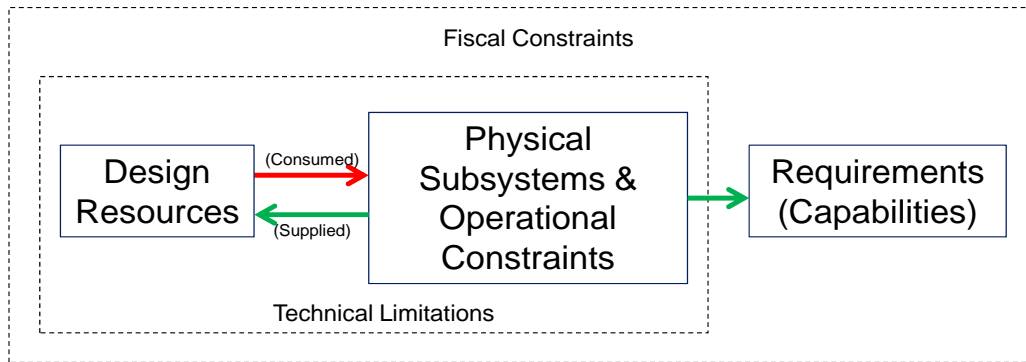 Fiscal Constraints
Design
Resources
(Consumed)
(Supplied)
Physical
Subsystems &
Operational
Constraints
Requirements
(Capabilities)
Technical Limitations